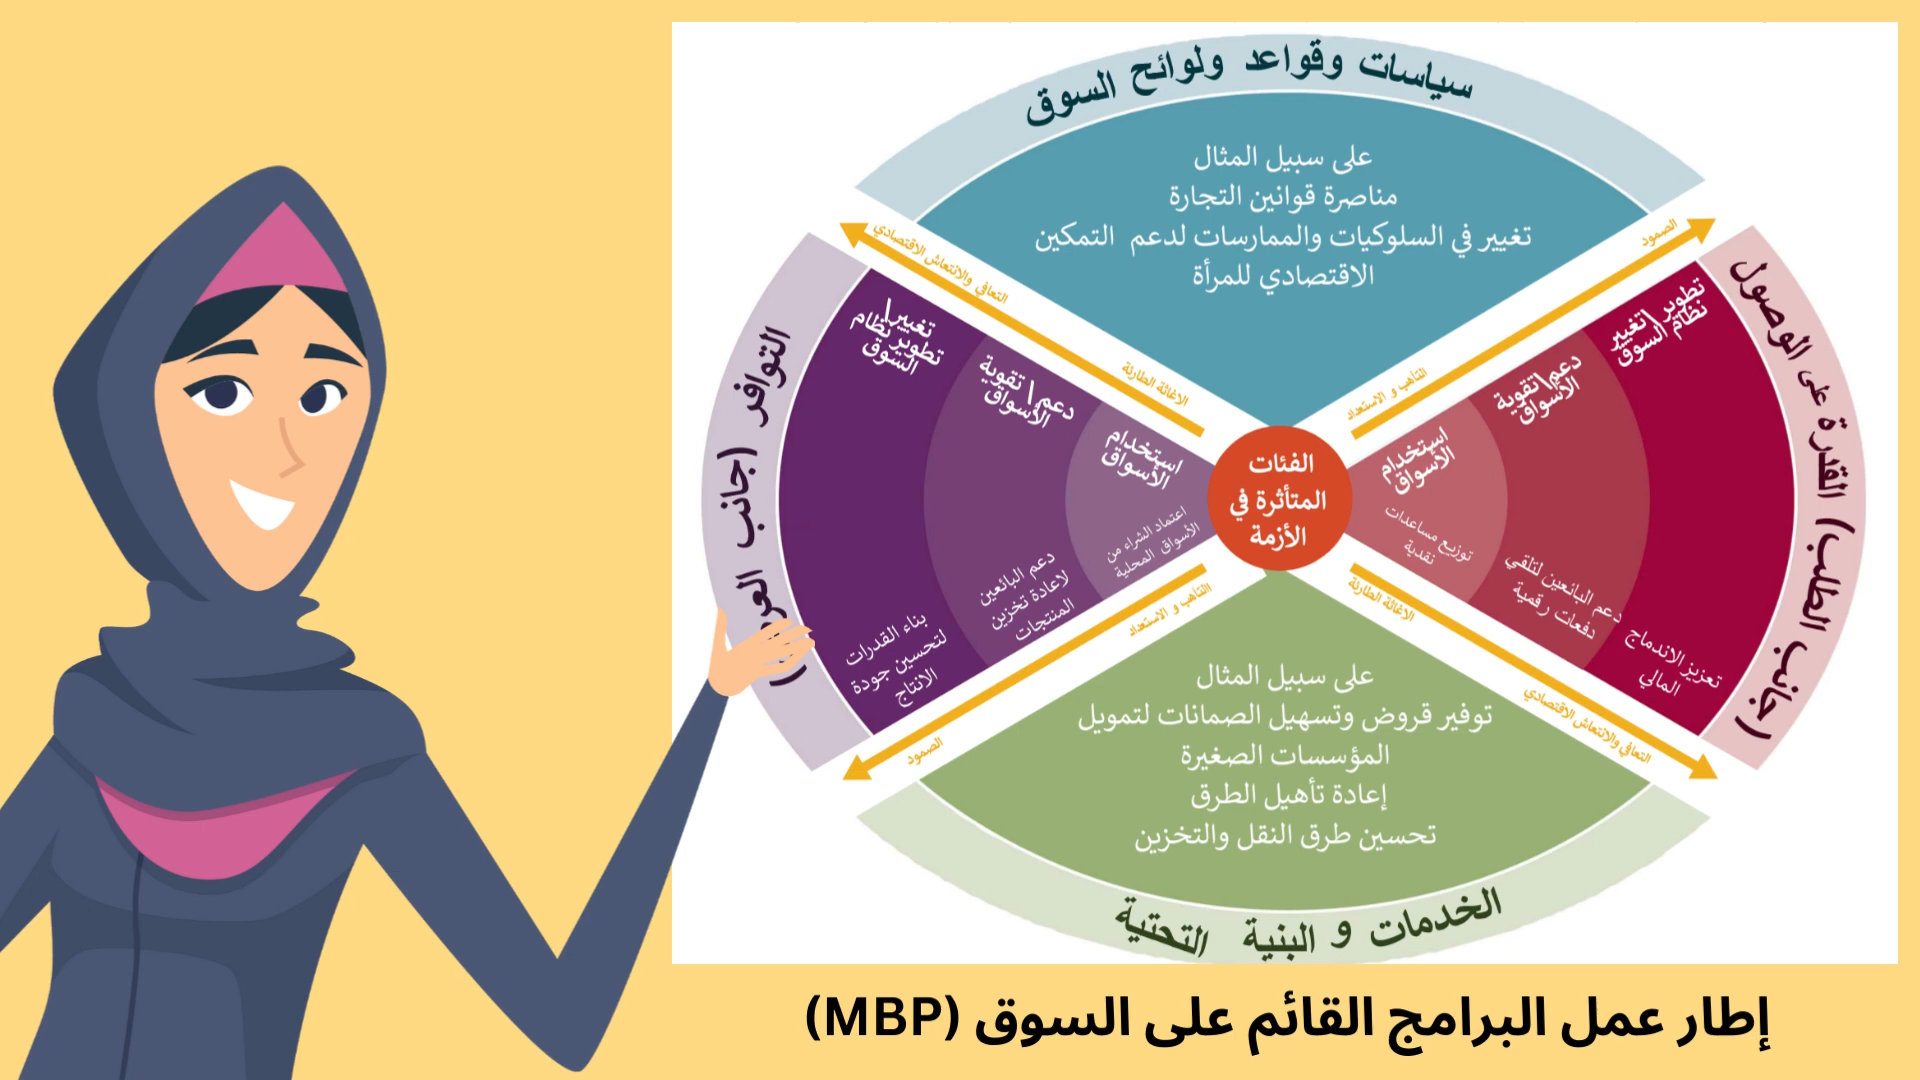 سياسات وقواعد ولوائح السوق
على سبيل المثال
مناصرة قوانين التجارة
تغيير في السلوكيات والممارسات لدعم التمكين
الاقتصادي للمرأة
الصمود
التأهب و الاستعداد
التعافي والانتعاش الاقتصادي
الاغاثة الطارئة
القدرة على الوصول
(جانب الطلب)
تطوير \ تغيير
نظام السوق
دعم \ تقوية
الأسواق
استخدام
الأسواق
توزيع مساعدات
نقدية
دعم البائعين لتلقي
دفعات رقمية
تعزيز الاندماج
المالي
الفئات
المتأثرة في
الأزمة
استخدام
الأسواق
دعم \ تقوية
الأسواق
تغيير \
تطوير نظام
السوق
اعتماد الشراء من
الأسواق المحلية
دعم البائعين
لاعادة تخزين
المنتجات
بناء القدرات
لتحسين جودة
الانتاج
التوافر (جانب
الاغاثة الطارئة
التعافي والانتعاش الاقتصادي
التأهب و الاستعداد
الصمود
على سبيل المثال
توفير قروض وتسهيل الضمانات لتمويل
المؤسسات الصغيرة
إعادة تأهيل الطرق
تحسين طرق النقل والتخزين
الخدمات و البنية التحتية
إطار عمل البرامج القائم على السوق (MBP)